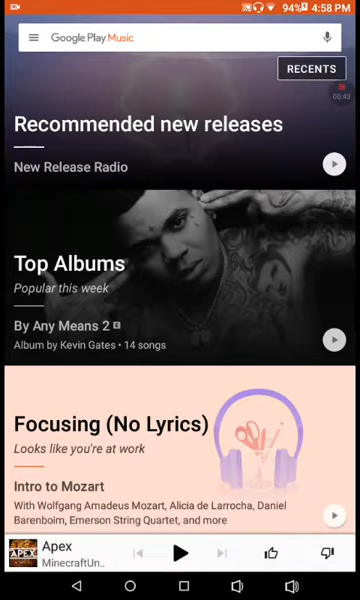 94% 4:58 PM
Google Play Music
RECENTS
00:43
Recommended new releases
New Release Radio
Top Albums
Popular this week
By Any Means 2 E
Album by Kevin Gates • 14 songs
Focusing (No Lyrics)
Looks like you're at work
Intro to Mozart
With Wolfgang Amadeus Mozart, Alicia de Larrocha, Daniel
Barenboim, Emerson String Quartet, and more
APEX
Apex
MinecraftUn..